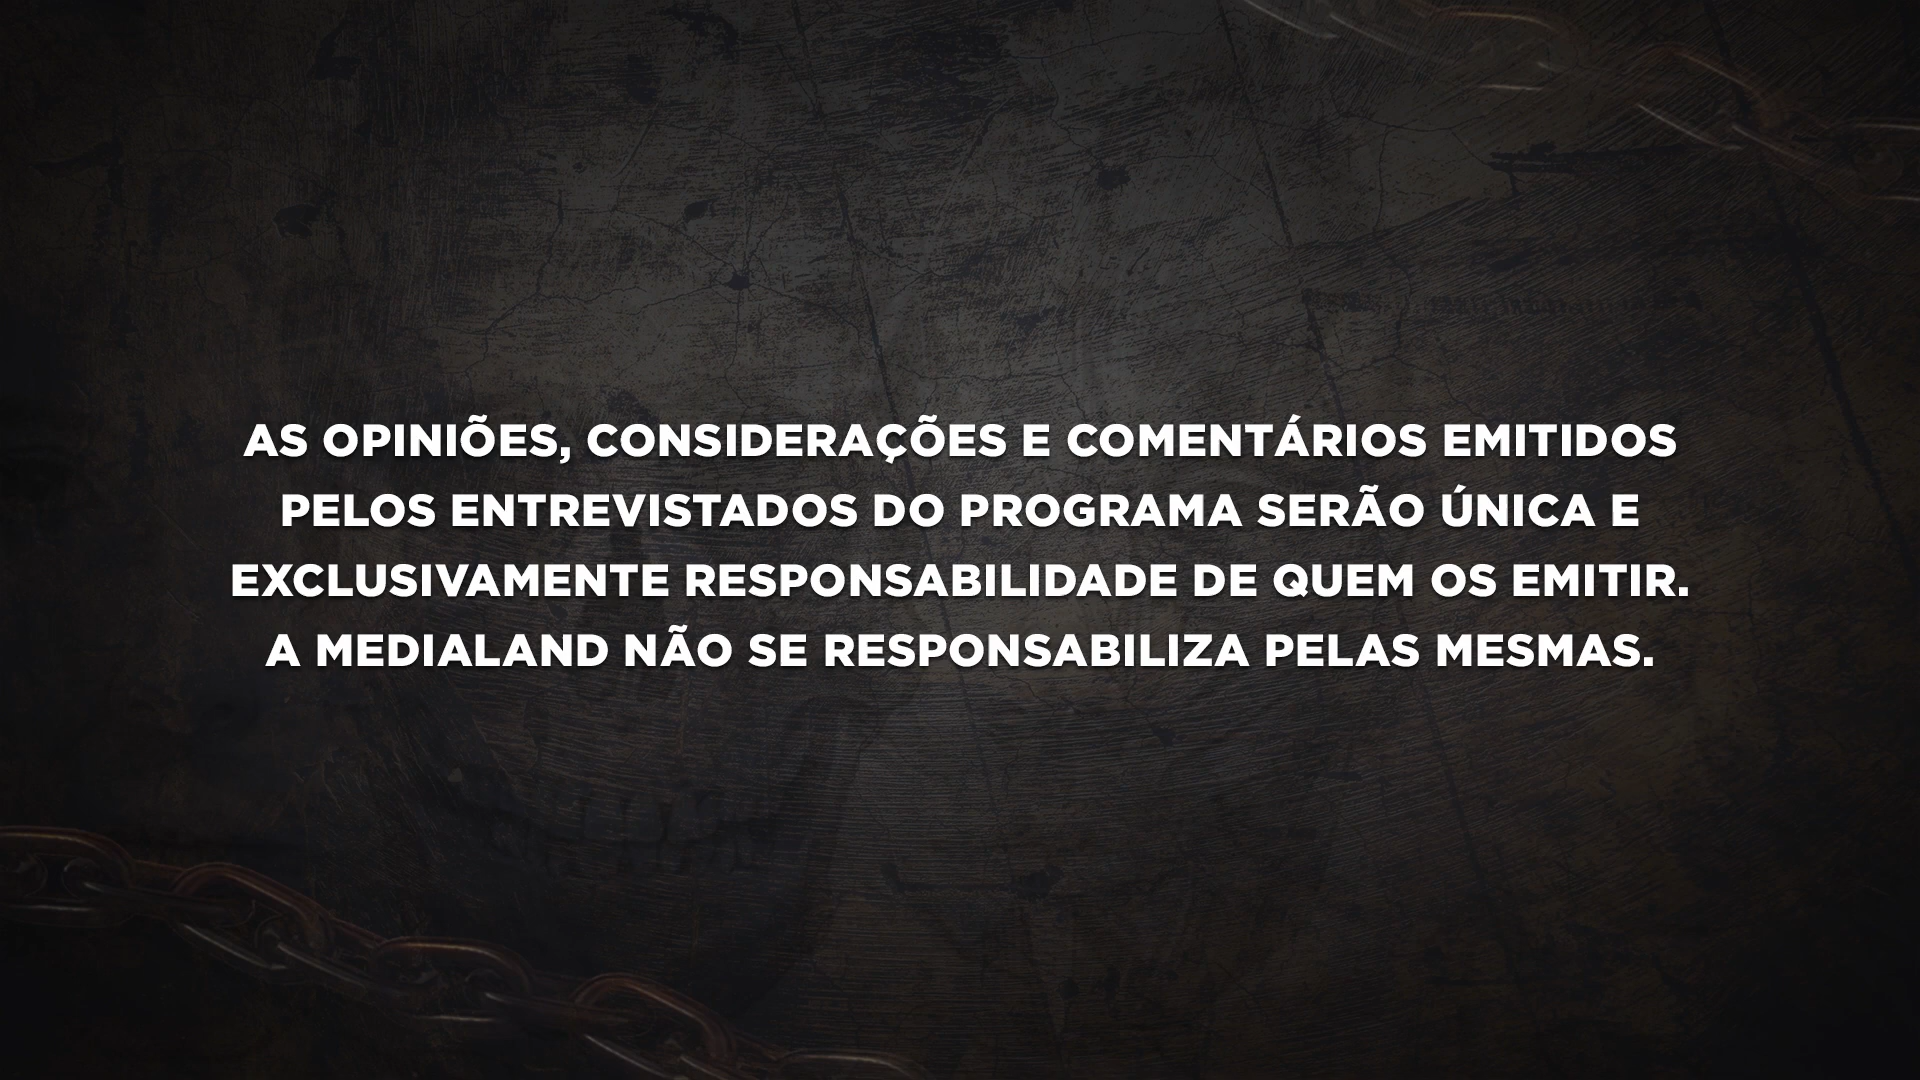 AS OPINIÕES, CONSIDERAÇÕES E COMENTÁRIOS EMITIDOS
PELOS ENTREVISTADOS DO PROGRAMA SERÃO ÚNICA E
EXCLUSIVAMENTE RESPONSABILIDADE DE QUEM OS EMITIR.
A MEDIALAND NÃO SE RESPONSABILIZA PELAS MESMAS.